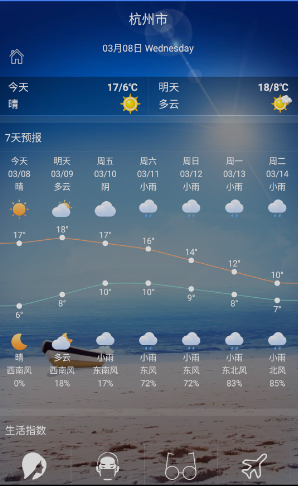 杭州市
03月08日 Wednesday
今天 17/6℃ 明天 18/8℃
晴 多云
7天预报
今天 明天 周五 周六 周日 周一 周二
03/08 03/09 03/10 03/11 03/12 03/13 03/14
晴 多云 阴 小雨 小雨 小雨 小雨
17° 18° 17° 16° 14° 12° 10°
6° 8° 10° 10° 9° 8° 7°
晴 多云 小雨 小雨 小雨 小雨 小雨
西南风 西南风 东南风 东风 东风 东北风 北风
0% 18% 17% 72% 72% 83% 85%
生活指数